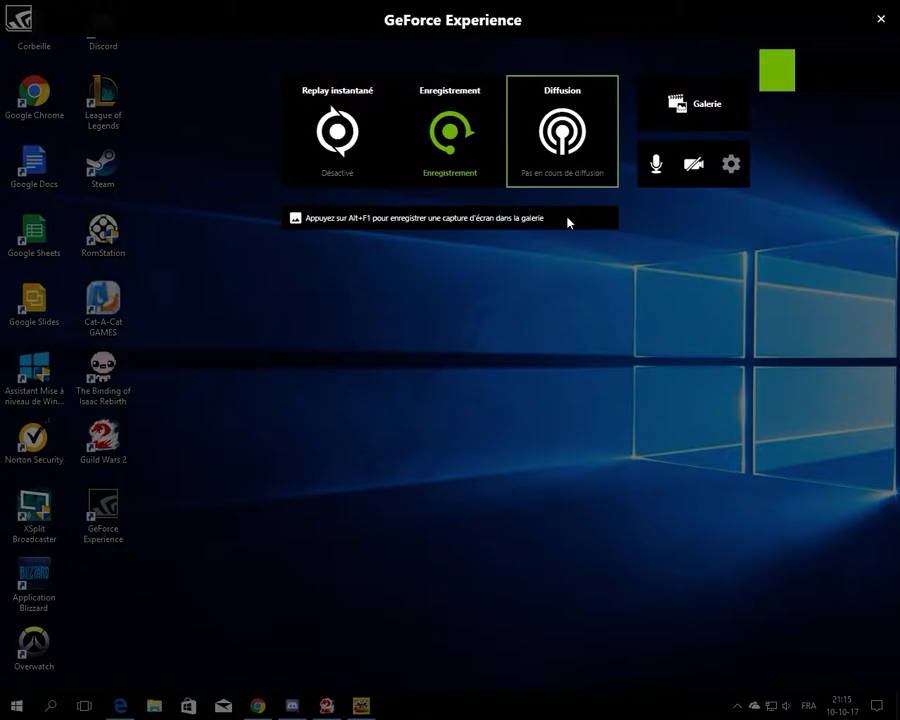 GeForce Experience
Corbeille
Discord
Replay instantané
Enregistrement
Diffusion
Galerie
Désactivé
Enregistrement
Pas en cours de diffusion
Appuyez sur Alt+F1 pour enregistrer une capture d'écran dans la galerie
Google Chrome
League of
Legends
Google Docs
Steam
Google Sheets
RomStation
Google Slides
Cat-A-Cat
GAMES
Assistant Mise à
niveau de Win...
The Binding of
Isaac Rebirth
Norton Security
Guild Wars 2
XSplit
Broadcaster
GeForce
Experience
BLIZZARD
Application
Blizzard
Overwatch
FRA
21:15
10-10-17